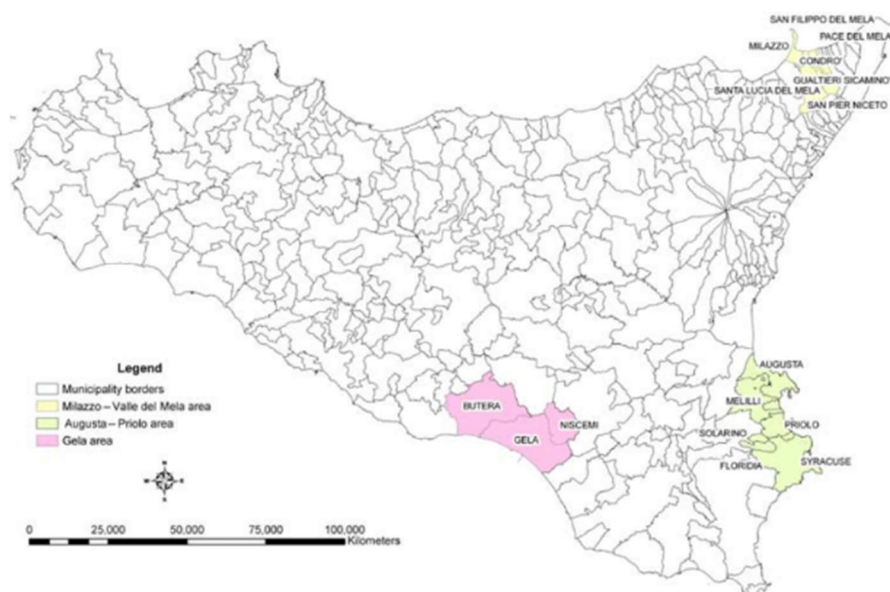 SAN FILIPPO DEL MELA
PACE DEL MELA
MILAZZO
CONDRO'
GUALTIERI SICAMINO'
SANTA LUCIA DEL MELA
SAN PIER NICETO
Legend
Municipality borders
Milazzo – Valle del Mela area
Augusta – Priolo area
Gela area
AUGUSTA
MELILLI
PRIOLO
SOLARINO
FLORIDIA
SYRACUSE
BUTERA
NISCEMI
GELA
N
W E
S
0 25,000 50,000 75,000 100,000
Kilometers